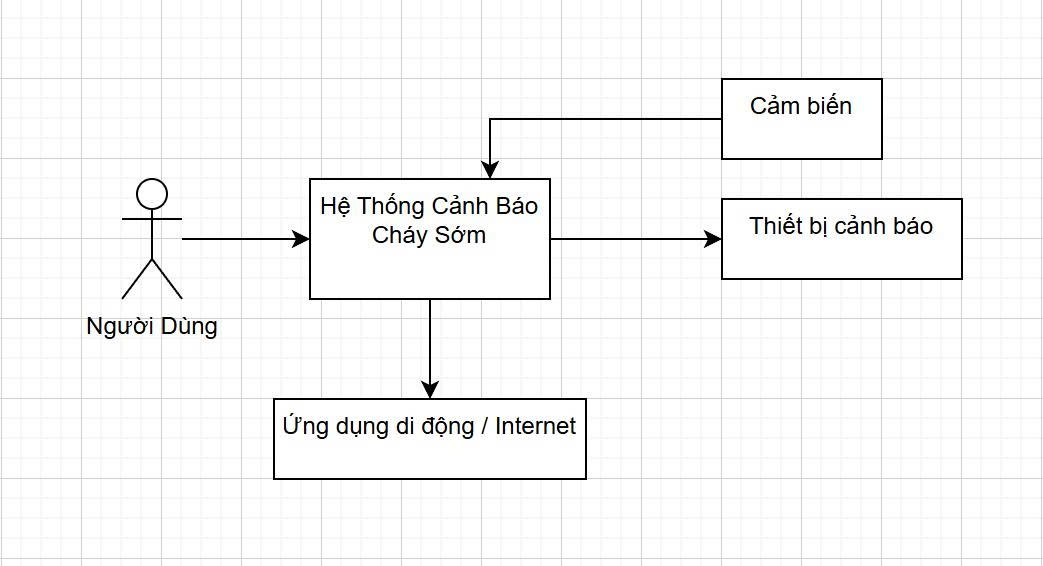 Cảm biến
Hệ Thống Cảnh Báo
Cháy Sớm
Thiết bị cảnh báo
Người Dùng
Ứng dụng di động / Internet